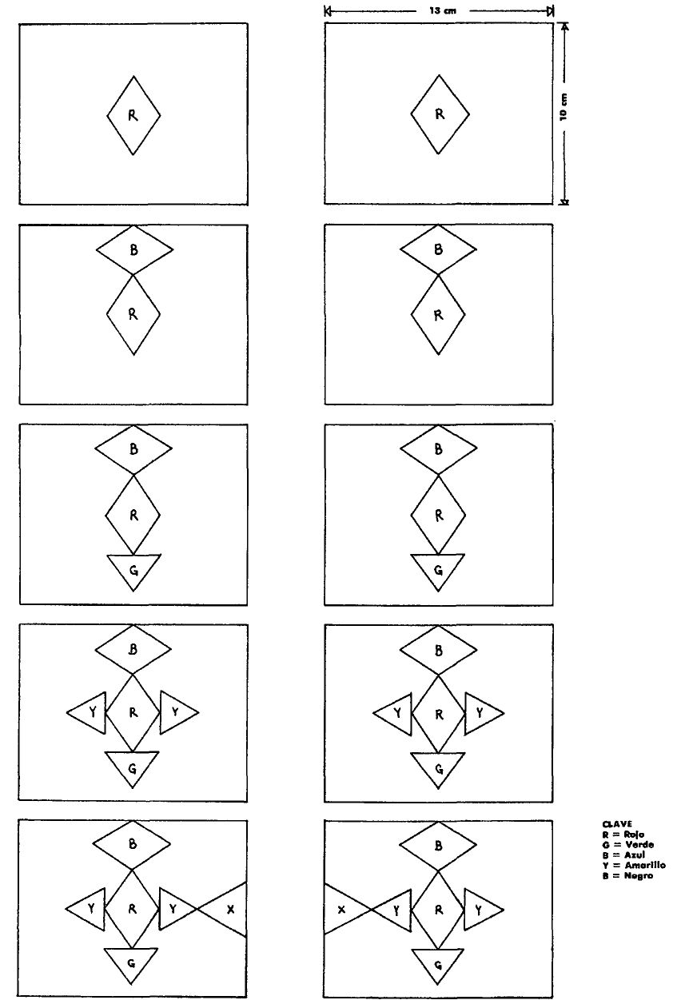 13 cm
R
R
10 cm
B
B
R
R
B
B
R
R
G
G
B
B
Y R Y
Y R Y
G
G
B
B
Y R Y X
X Y R Y
G
G
CLAVE
R = Rojo
G = Verde
B = Azul
Y = Amarillo
B = Negro